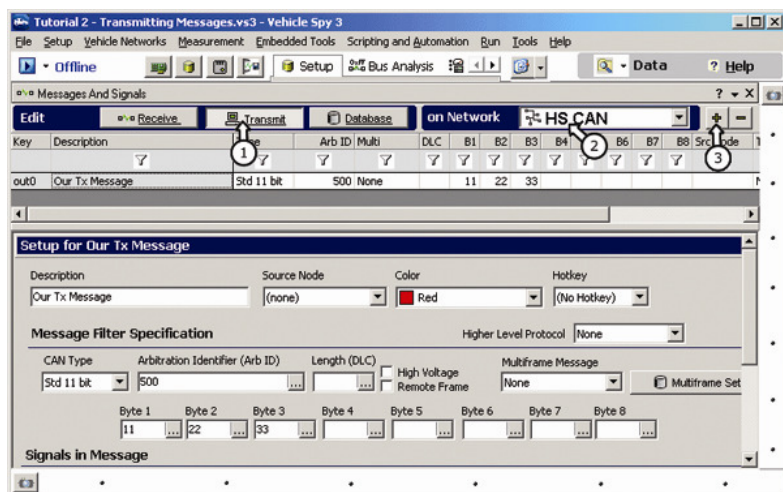 Tutorial 2 - Transmitting Messages.vs3 - Vehicle Spy 3
File Setup Vehicle Networks Measurement Embedded Tools Scripting and Automation Run Tools Help
Offline Setup Bus Analysis Data ? Help
Messages And Signals ? X
Edit Receive Transmit Database on Network HS CAN + -
1 2 3
Key Description Arb ID Multi DLC B1 B2 B3 B4 B6 B7 B8
out0 Our Tx Message Std 11 bit 500 None 11 22 33
Setup for Our Tx Message
Description Source Node Color Hotkey
Our Tx Message (none) Red (No Hotkey)
Message Filter Specification Higher Level Protocol None
CAN Type Arbitration Identifier (Arb ID) Length (DLC) High Voltage Multiframe Message
Std 11 bit 500 ... ... Remote Frame None Multiframe Set
Byte 1 Byte 2 Byte 3 Byte 4 Byte 5 Byte 6 Byte 7 Byte 8
11 ... 22 ... 33 ... ... ... ... ... ...
Signals in Message